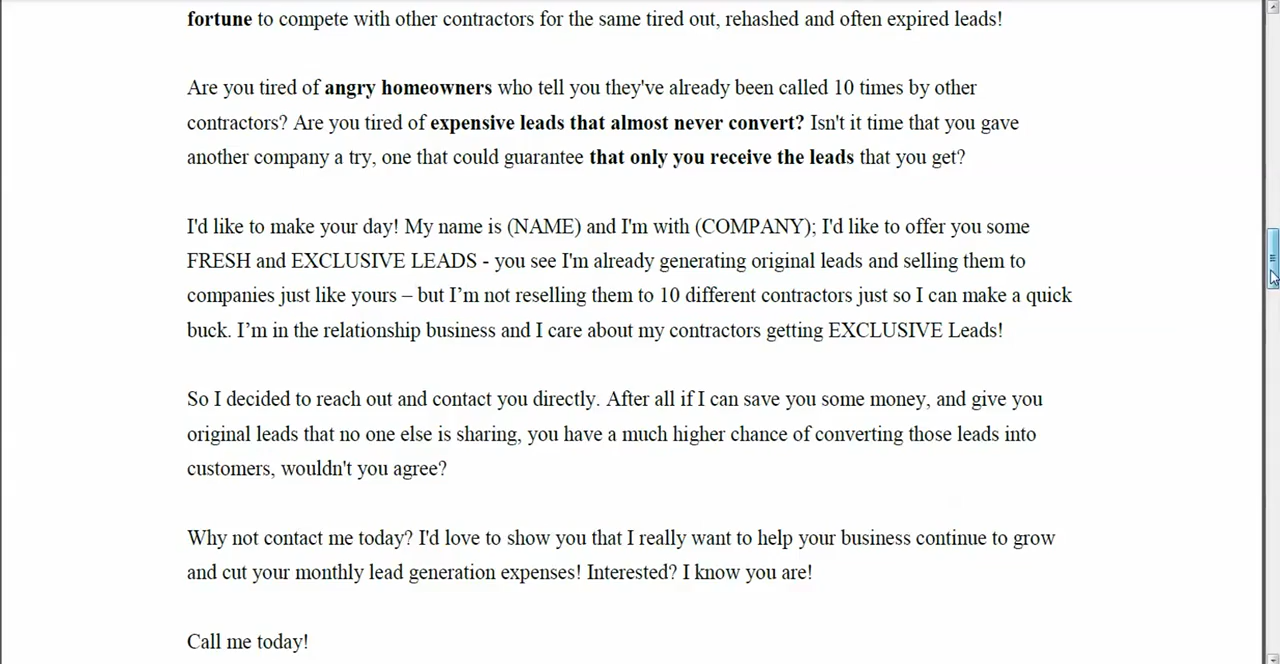 fortune to compete with other contractors for the same tired out, rehashed and often expired leads!
Are you tired of angry homeowners who tell you they've already been called 10 times by other
contractors? Are you tired of expensive leads that almost never convert? Isn't it time that you gave
another company a try, one that could guarantee that only you receive the leads that you get?
I'd like to make your day! My name is (NAME) and I'm with (COMPANY); I'd like to offer you some
FRESH and EXCLUSIVE LEADS - you see I'm already generating original leads and selling them to
companies just like yours – but I’m not reselling them to 10 different contractors just so I can make a quick
buck. I’m in the relationship business and I care about my contractors getting EXCLUSIVE Leads!
So I decided to reach out and contact you directly. After all if I can save you some money, and give you
original leads that no one else is sharing, you have a much higher chance of converting those leads into
customers, wouldn't you agree?
Why not contact me today? I'd love to show you that I really want to help your business continue to grow
and cut your monthly lead generation expenses! Interested? I know you are!
Call me today!